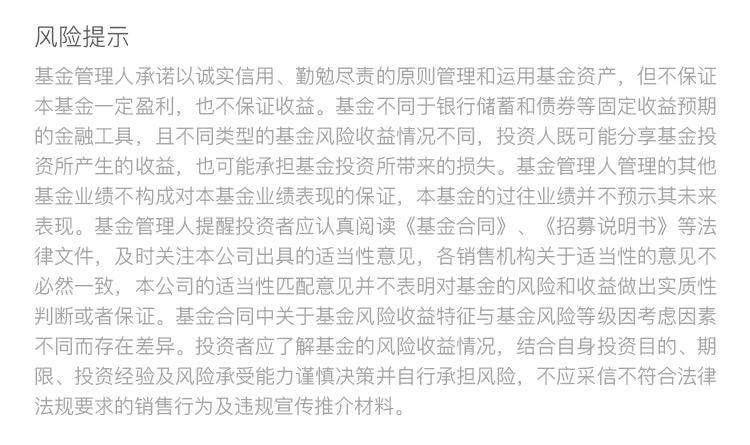 风险提示
基金管理人承诺以诚实信用、勤勉尽责的原则管理和运用基金资产，但不保证
本基金一定盈利，也不保证收益。基金不同于银行储蓄和债券等固定收益预期
的金融工具，且不同类型的基金风险收益情况不同，投资人既可能分享基金投
资所产生的收益，也可能承担基金投资所带来的损失。基金管理人管理的其他
基金业绩不构成对本基金业绩表现的保证，本基金的过往业绩并不预示其未来
表现。基金管理人提醒投资者应认真阅读《基金合同》、《招募说明书》等法
律文件，及时关注本公司出具的适当性意见，各销售机构关于适当性的意见不
必然一致，本公司的适当性匹配意见并不表明对基金的风险和收益做出实质性
判断或者保证。基金合同中关于基金风险收益特征与基金风险等级因考虑因素
不同而存在差异。投资者应了解基金的风险收益情况，结合自身投资目的、期
限、投资经验及风险承受能力谨慎决策并自行承担风险，不应采信不符合法律
法规要求的销售行为及违规宣传推介材料。